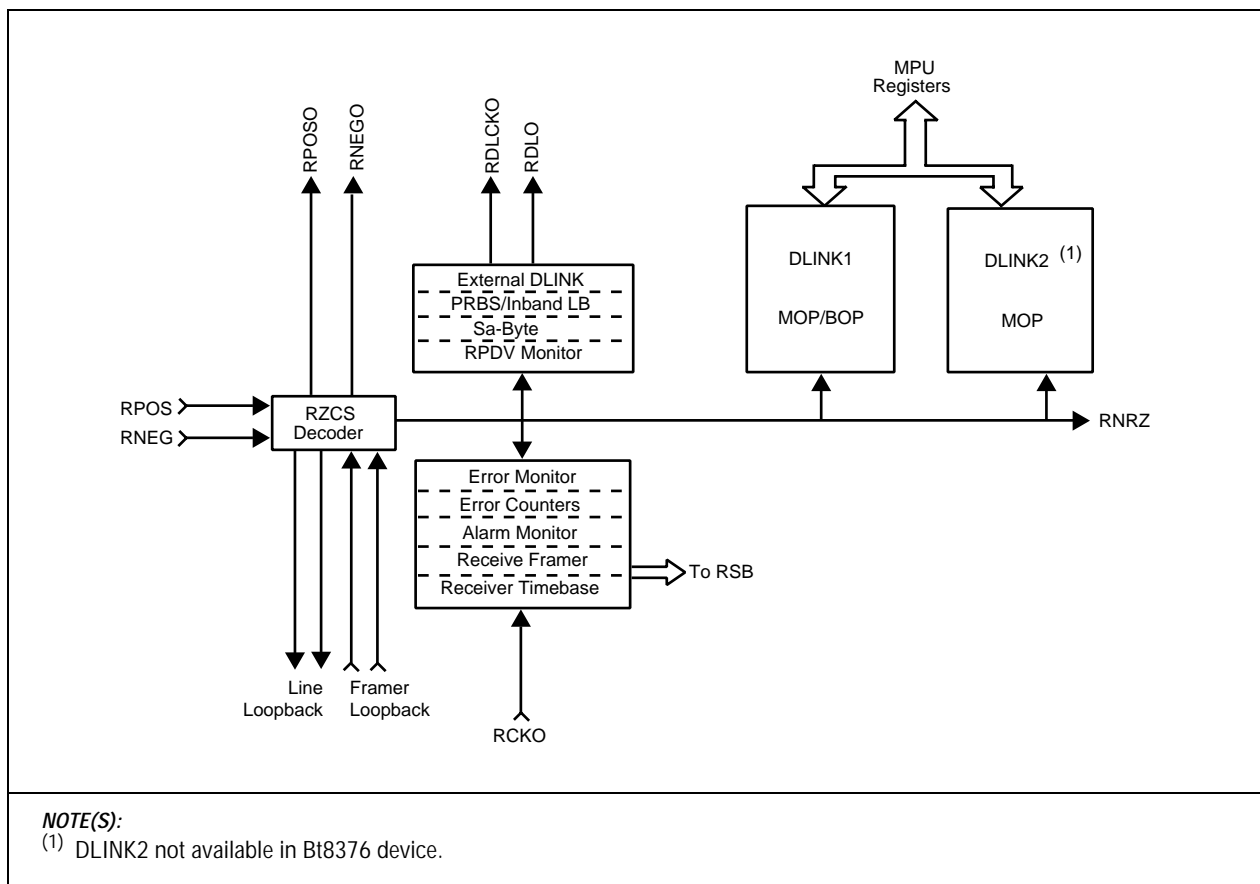 MPU
Registers
RPOSO
RNEGO
RDLCKO
RDLO
External DLINK
PRBS/Inband LB
Sa-Byte
RPDV Monitor
DLINK1
MOP/BOP
DLINK2 (1)
MOP
RPOS
RNEG
RZCS
Decoder
RNRZ
Error Monitor
Error Counters
Alarm Monitor
Receive Framer
Receiver Timebase
To RSB
Line
Loopback
Framer
Loopback
RCKO
NOTE(S):
(1) DLINK2 not available in Bt8376 device.